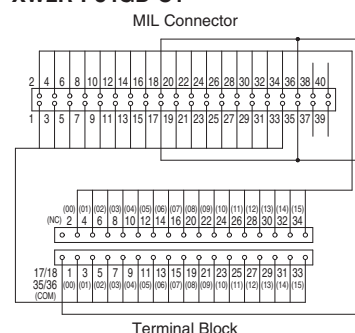 MIL Connector
2 4 6 8 10 12 14 16 18 20 22 24 26 28 30 32 34 36 38 40
1 3 5 7 9 11 13 15 17 19 21 23 25 27 29 31 33 35 37 39
(00) (01) (02) (03) (04) (05) (06) (07) (08) (09) (10) (11) (12) (13) (14) (15)
(NC) 2 4 6 8 10 12 14 16 20 22 24 26 28 30 32 34
17/18 1 3 5 7 9 11 13 15 19 21 23 25 27 29 31 33
35/36 (00) (01) (02) (03) (04) (05) (06) (07) (08) (09) (10) (11) (12) (13) (14) (15)
(COM)
Terminal Block